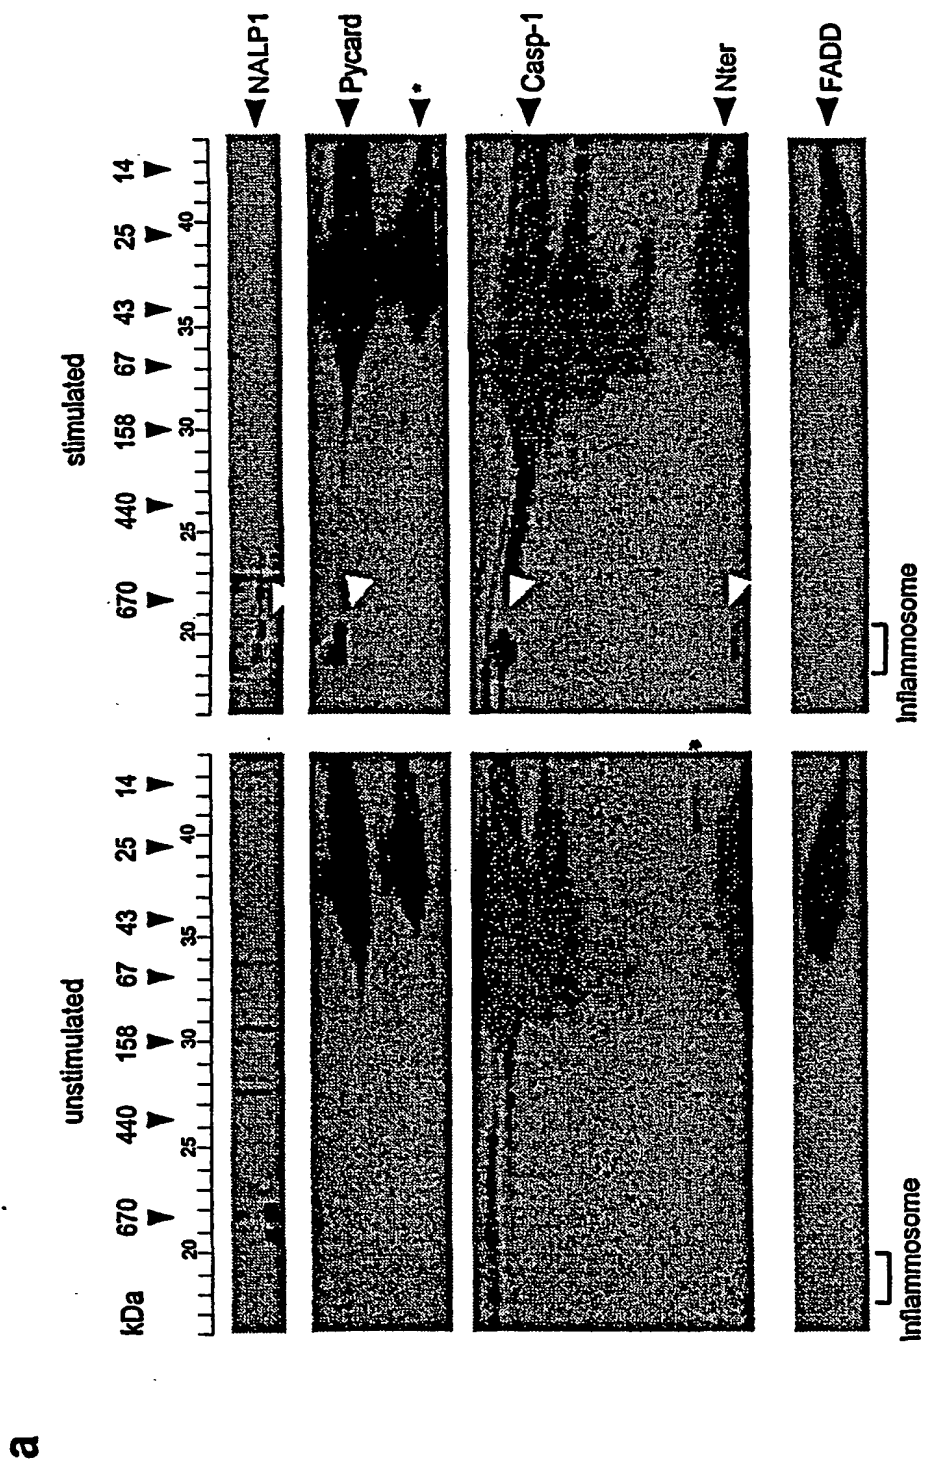 a
unstimulated
stimulated
kDa
670 440 158 67 43 25 14
670 440 158 67 43 25 14
20 25 30 35 40
20 25 30 35 40
NALP1
Pycard
*
Casp-1
Nter
FADD
Inflammosome
Inflammosome